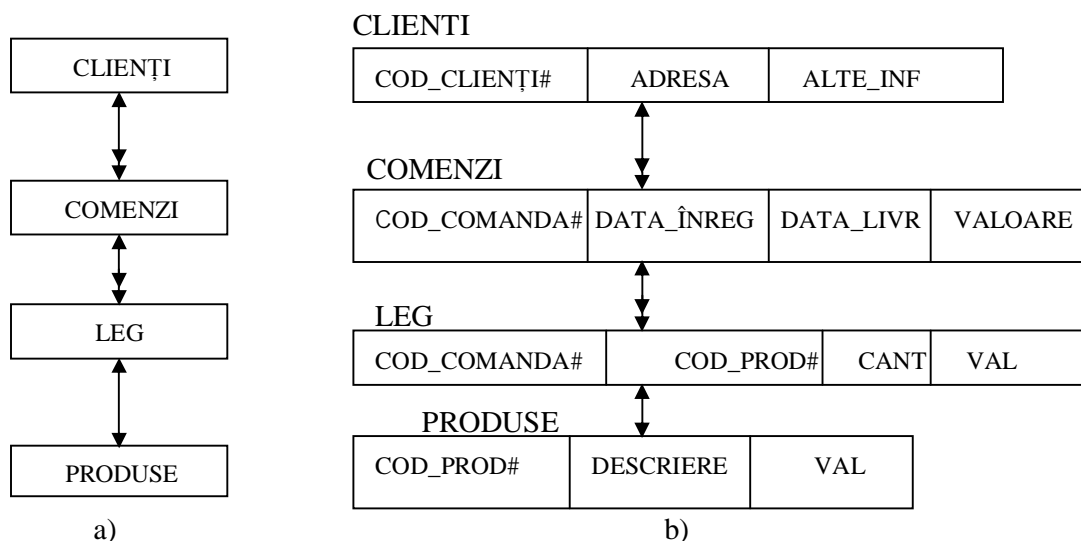 CLIENȚI
COMENZI
LEG
PRODUSE
a)
CLIENTI
COD_CLIENȚI# ADRESA ALTE_INF
COMENZI
COD_COMANDA# DATA_ÎNREG DATA_LIVR VALOARE
LEG
COD_COMANDA# COD_PROD# CANT VAL
PRODUSE
COD_PROD# DESCRIERE VAL
b)